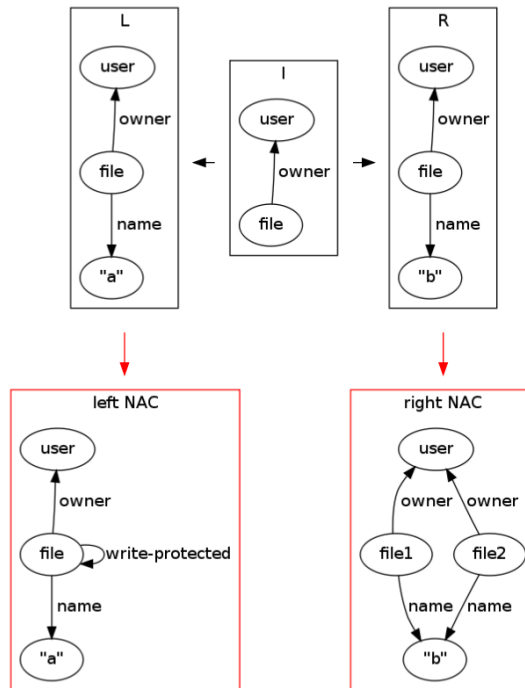 L
user
owner
file
name
"a"
I
user
owner
file
R
user
owner
file
name
"b"
left NAC
user
owner
file
write-protected
name
"a"
right NAC
user
owner
owner
file1
file2
name
name
"b"